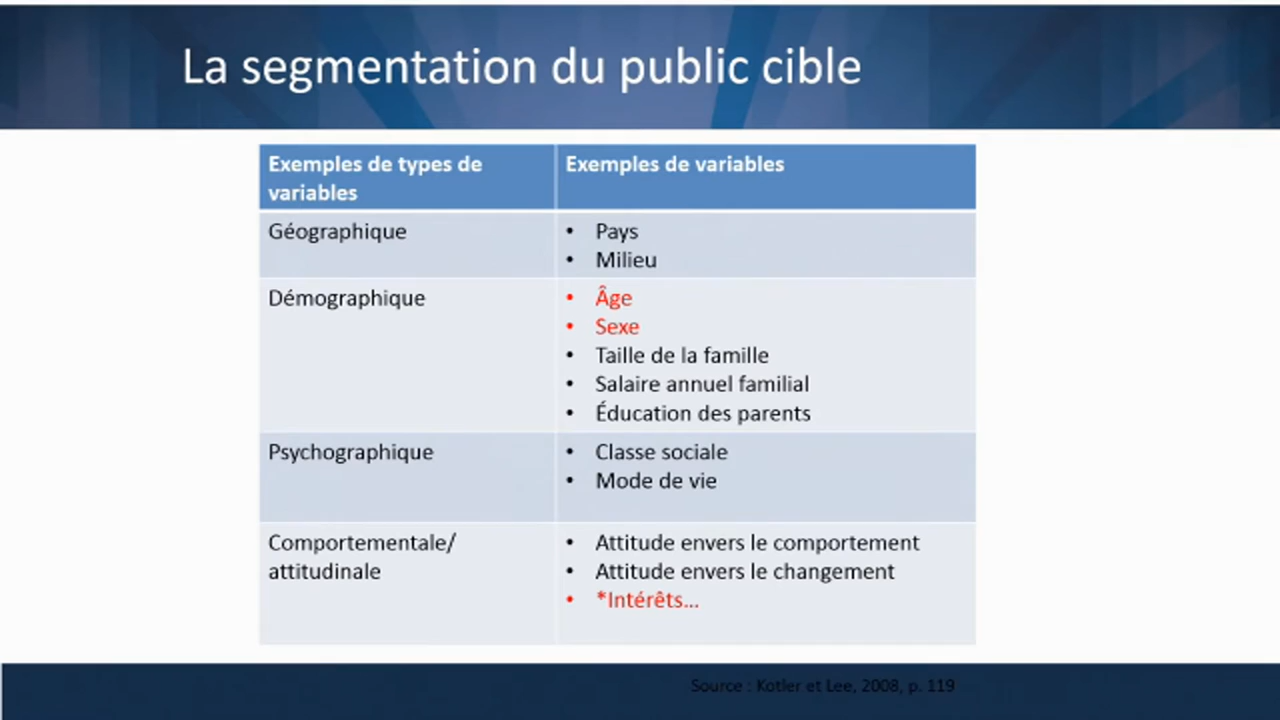 La segmentation du public cible
Exemples de types de
variables
Exemples de variables
Géographique
• Pays
• Milieu
Démographique
• Âge
• Sexe
• Taille de la famille
• Salaire annuel familial
• Éducation des parents
Psychographique
• Classe sociale
• Mode de vie
Comportementale/
attitudinale
• Attitude envers le comportement
• Attitude envers le changement
• *Intérêts...
Source : Kotler et Lee, 2008, p. 119